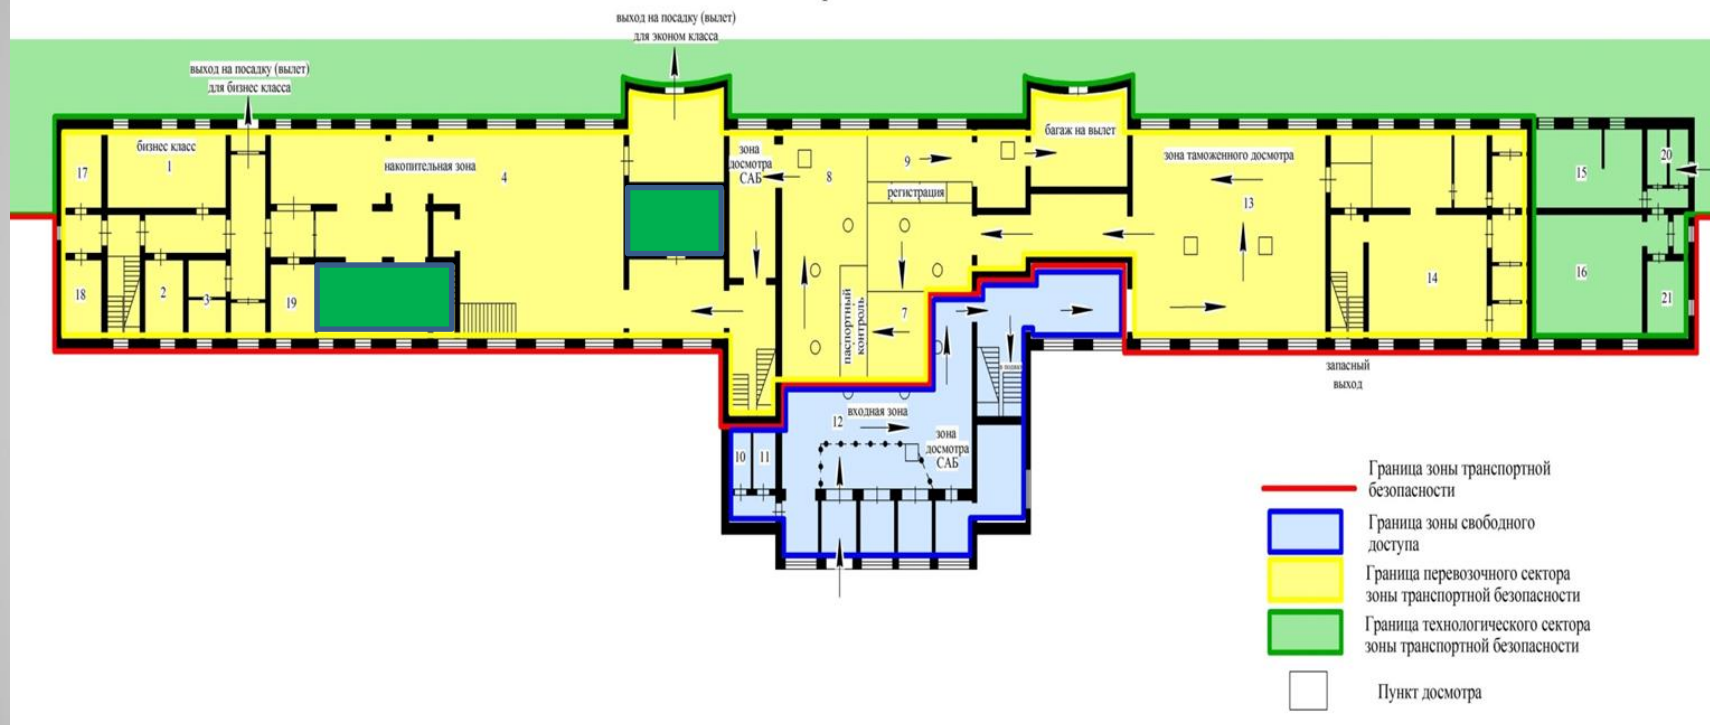 выход на посадку (вылет)
для эконом класса
выход на посадку (вылет)
для бизнес класса
17
бизнес класс
1
накопительная зона
4
зона
досмотра
САБ
8
9
регистрация
багаж на вылет
зона таможенного досмотра
13
15
20
18
2
3
19
паспортный
контроль
7
14
16
21
запасный
выход
входная зона
12
10
11
зона
досмотра
САБ
Граница зоны транспортной
безопасности
Граница зоны свободного
доступа
Граница перевозочного сектора
зоны транспортной безопасности
Граница технологического сектора
зоны транспортной безопасности
Пункт досмотра